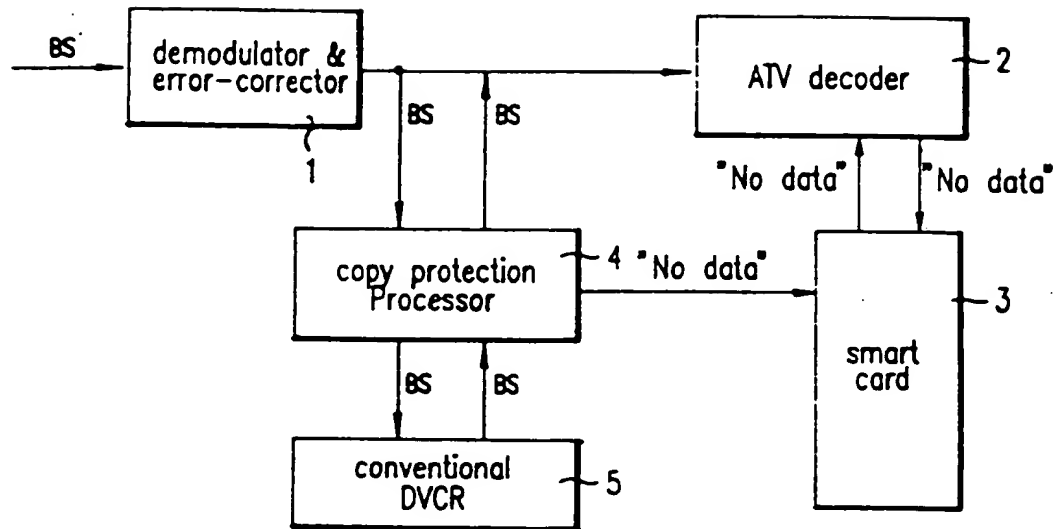 BS
demodulator &
error-corrector
1
BS
BS
ATV decoder
2
"No data"
"No data"
copy protection
Processor
4
"No data"
smart
card
3
BS
BS
conventional
DVCR
5